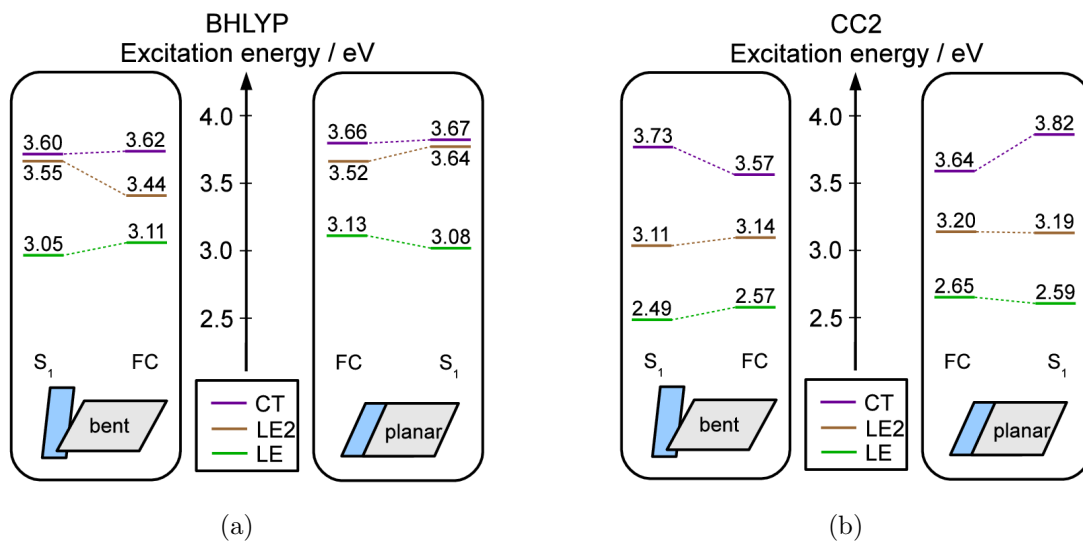 BHLYP
Excitation energy / eV
4.0
3.5
3.0
2.5
3.60
3.55
3.05
3.62
3.44
3.11
S1
FC
bent
3.66
3.52
3.13
3.67
3.64
3.08
FC
S1
planar
CT
LE2
LE
(a)
CC2
Excitation energy / eV
4.0
3.5
3.0
2.5
3.73
3.11
2.49
3.57
3.14
2.57
S1
FC
bent
3.64
3.20
2.65
3.82
3.19
2.59
FC
S1
planar
CT
LE2
LE
(b)